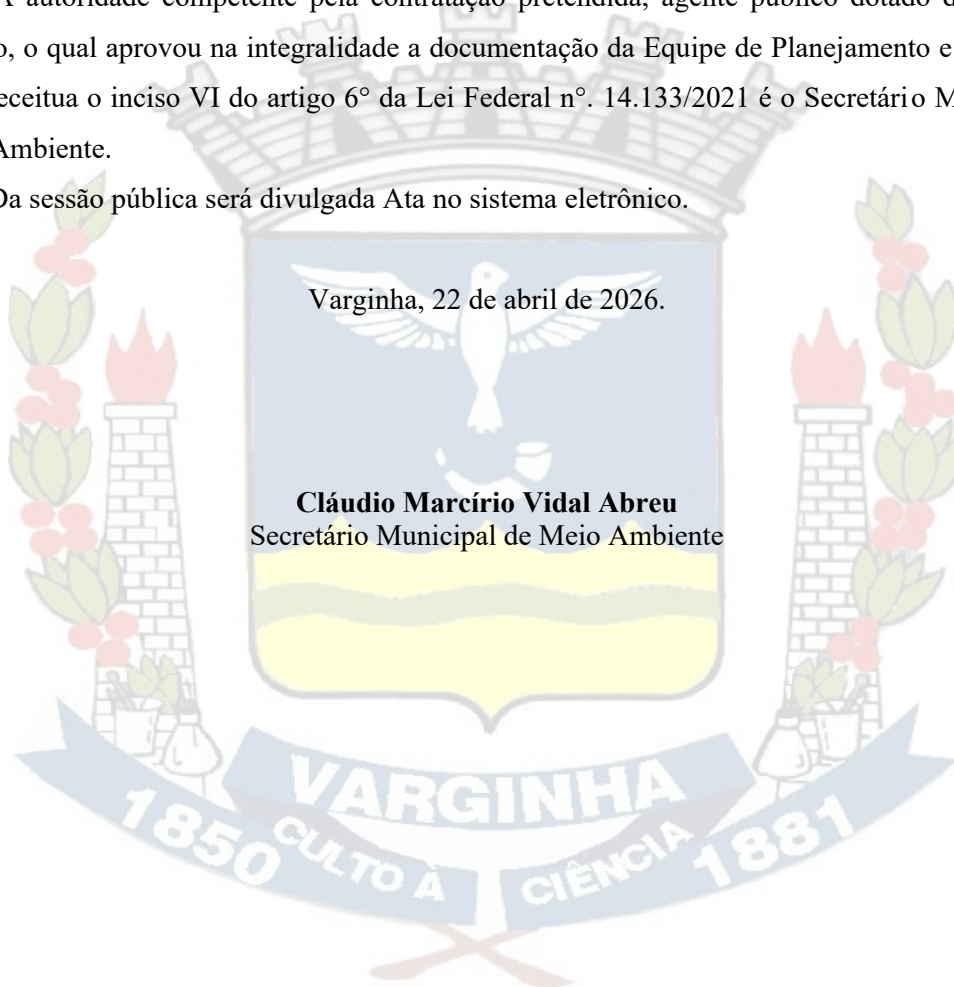 A autoridade competente pela contratação pretendida, agente público dotado d
o, o qual aprovou na integralidade a documentação da Equipe de Planejamento e
eceitua o inciso VI do artigo 6° da Lei Federal n°. 14.133/2021 é o Secretário M
Ambiente.
Da sessão pública será divulgada Ata no sistema eletrônico.
Varginha, 22 de abril de 2026.
Cláudio Marcírio Vidal Abreu
Secretário Municipal de Meio Ambiente
VARGINHA
1850 CULTO À CIÊNCIA 1881